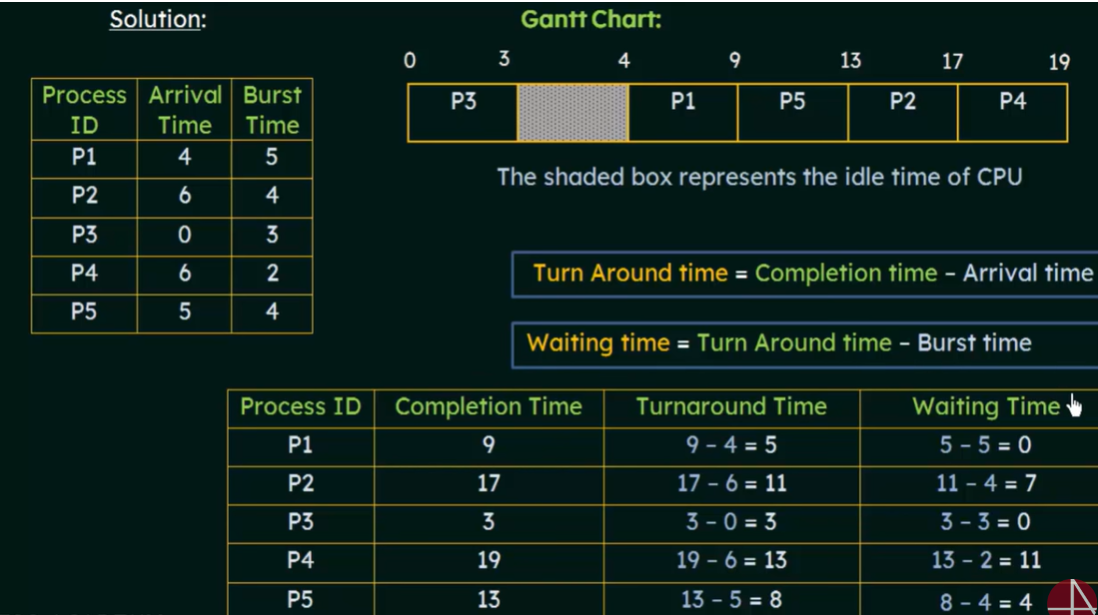 Solution:
Gantt Chart:
0 3 4 9 13 17 19
P3 P1 P5 P2 P4
The shaded box represents the idle time of CPU
Process ID Arrival Time Burst Time
P1 4 5
P2 6 4
P3 0 3
P4 6 2
P5 5 4
Turn Around time = Completion time - Arrival time
Waiting time = Turn Around time - Burst time
Process ID Completion Time Turnaround Time Waiting Time
P1 9 9 - 4 = 5 5 - 5 = 0
P2 17 17 - 6 = 11 11 - 4 = 7
P3 3 3 - 0 = 3 3 - 3 = 0
P4 19 19 - 6 = 13 13 - 2 = 11
P5 13 13 - 5 = 8 8 - 4 = 4